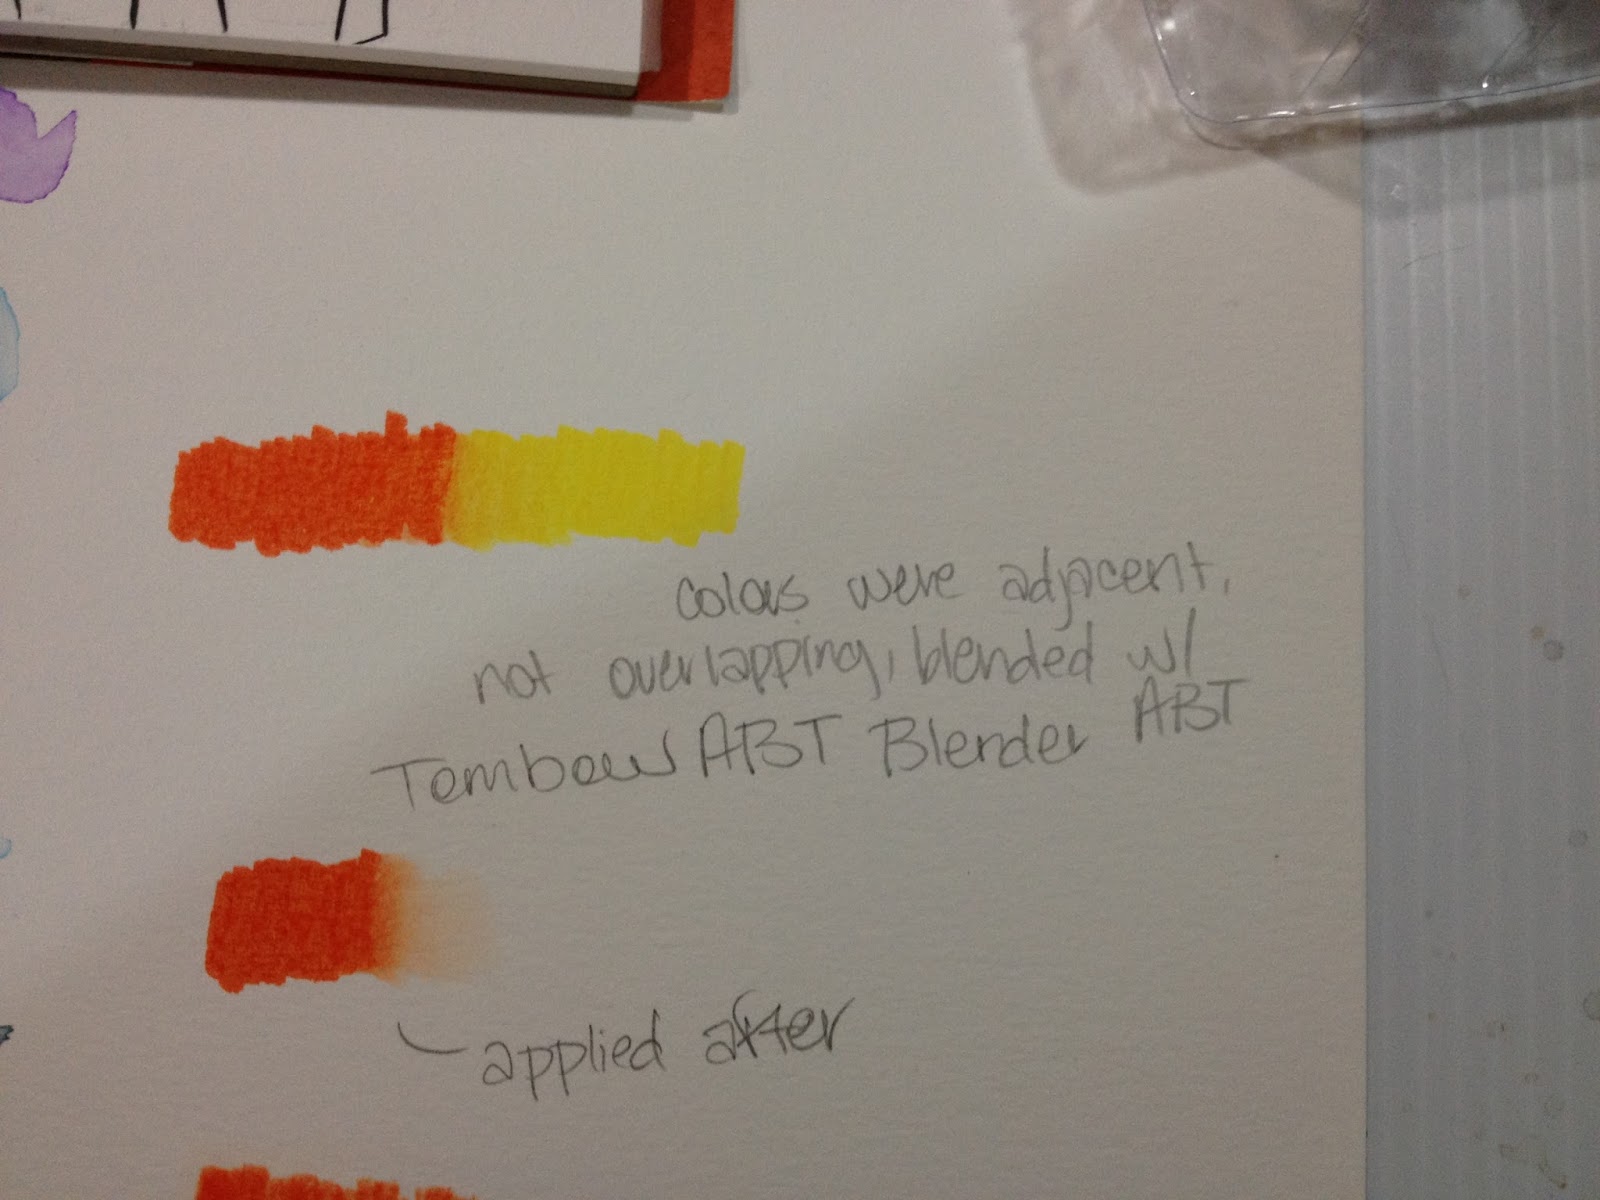 colors were adjacent,
not overlapping, blended w/
Tombow ABT Blender ABT
applied after